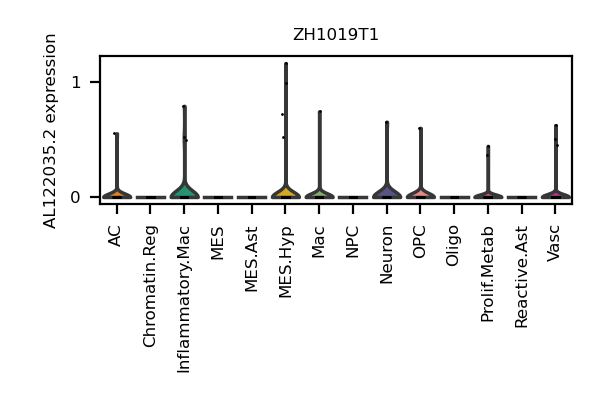 ZH1019T1
AL122035.2 expression
1
0
AC
Chromatin.Reg
Inflammatory.Mac
MES
MES.Ast
MES.Hyp
Mac
NPC
Neuron
OPC
Oligo
Prolif.Metab
Reactive.Ast
Vasc